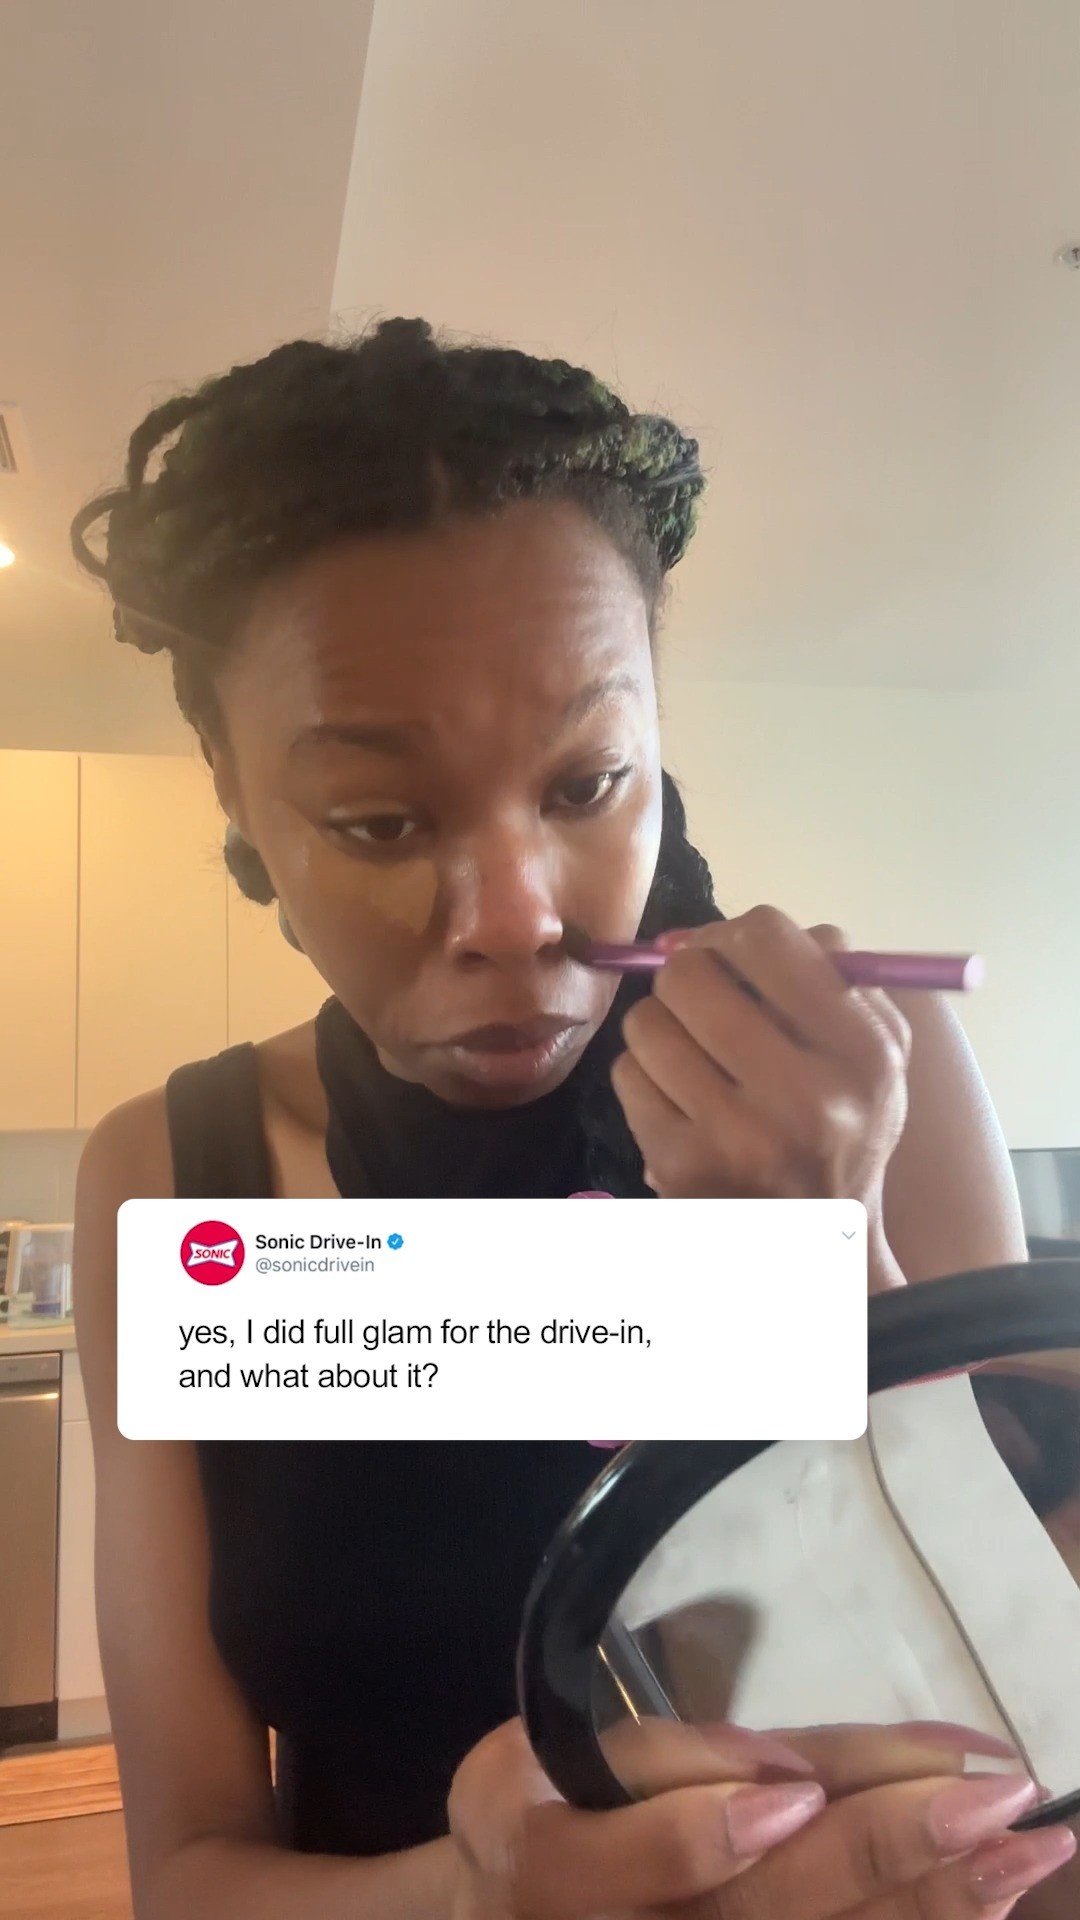 SONIC
Sonic Drive-In
@sonicdrivein
yes, I did full glam for the drive-in,
and what about it?